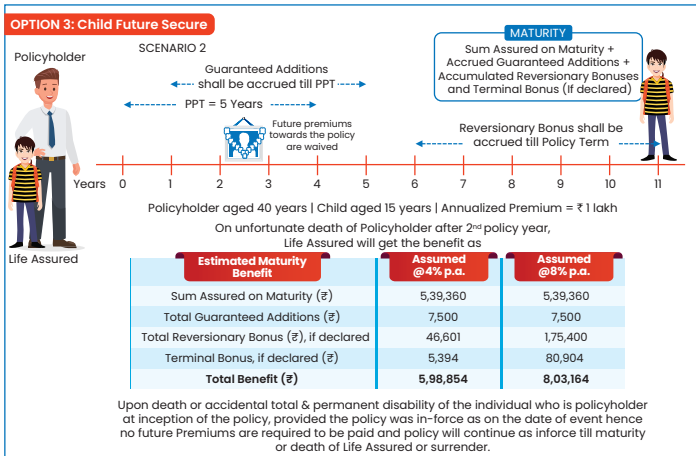 OPTION 3: Child Future Secure
SCENARIO 2
Policyholder
MATURITY
Sum Assured on Maturity +
Accrued Guaranteed Additions +
Accumulated Reversionary Bonuses
and Terminal Bonus (If declared)
Guaranteed Additions
shall be accrued till PPT
PPT = 5 Years
Future premiums
towards the policy
are waived
Reversionary Bonus shall be
accrued till Policy Term
Years 0 1 2 3 4 5 6 7 8 9 10 11
Life Assured
Policyholder aged 40 years | Child aged 15 years | Annualized Premium = ₹ 1 lakh
On unfortunate death of Policyholder after 2nd policy year,
Life Assured will get the benefit as
Estimated Maturity
Benefit
Assumed
@4% p.a.
Assumed
@8% p.a.
Sum Assured on Maturity (₹) 5,39,360 5,39,360
Total Guaranteed Additions (₹) 7,500 7,500
Total Reversionary Bonus (₹), if declared 46,601 1,75,400
Terminal Bonus, if declared (₹) 5,394 80,904
Total Benefit (₹) 5,98,854 8,03,164
Upon death or accidental total & permanent disability of the individual who is policyholder
at inception of the policy, provided the policy was in-force as on the date of event hence
no future Premiums are required to be paid and policy will continue as inforce till maturity
or death of Life Assured or surrender.